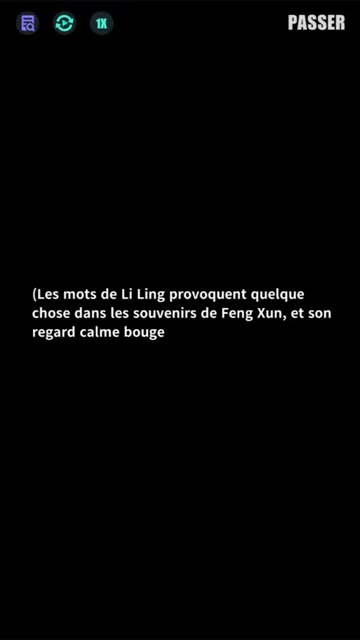 1X
PASSER
(Les mots de Li Ling provoquent quelque
chose dans les souvenirs de Feng Xun, et son
regard calme bouge